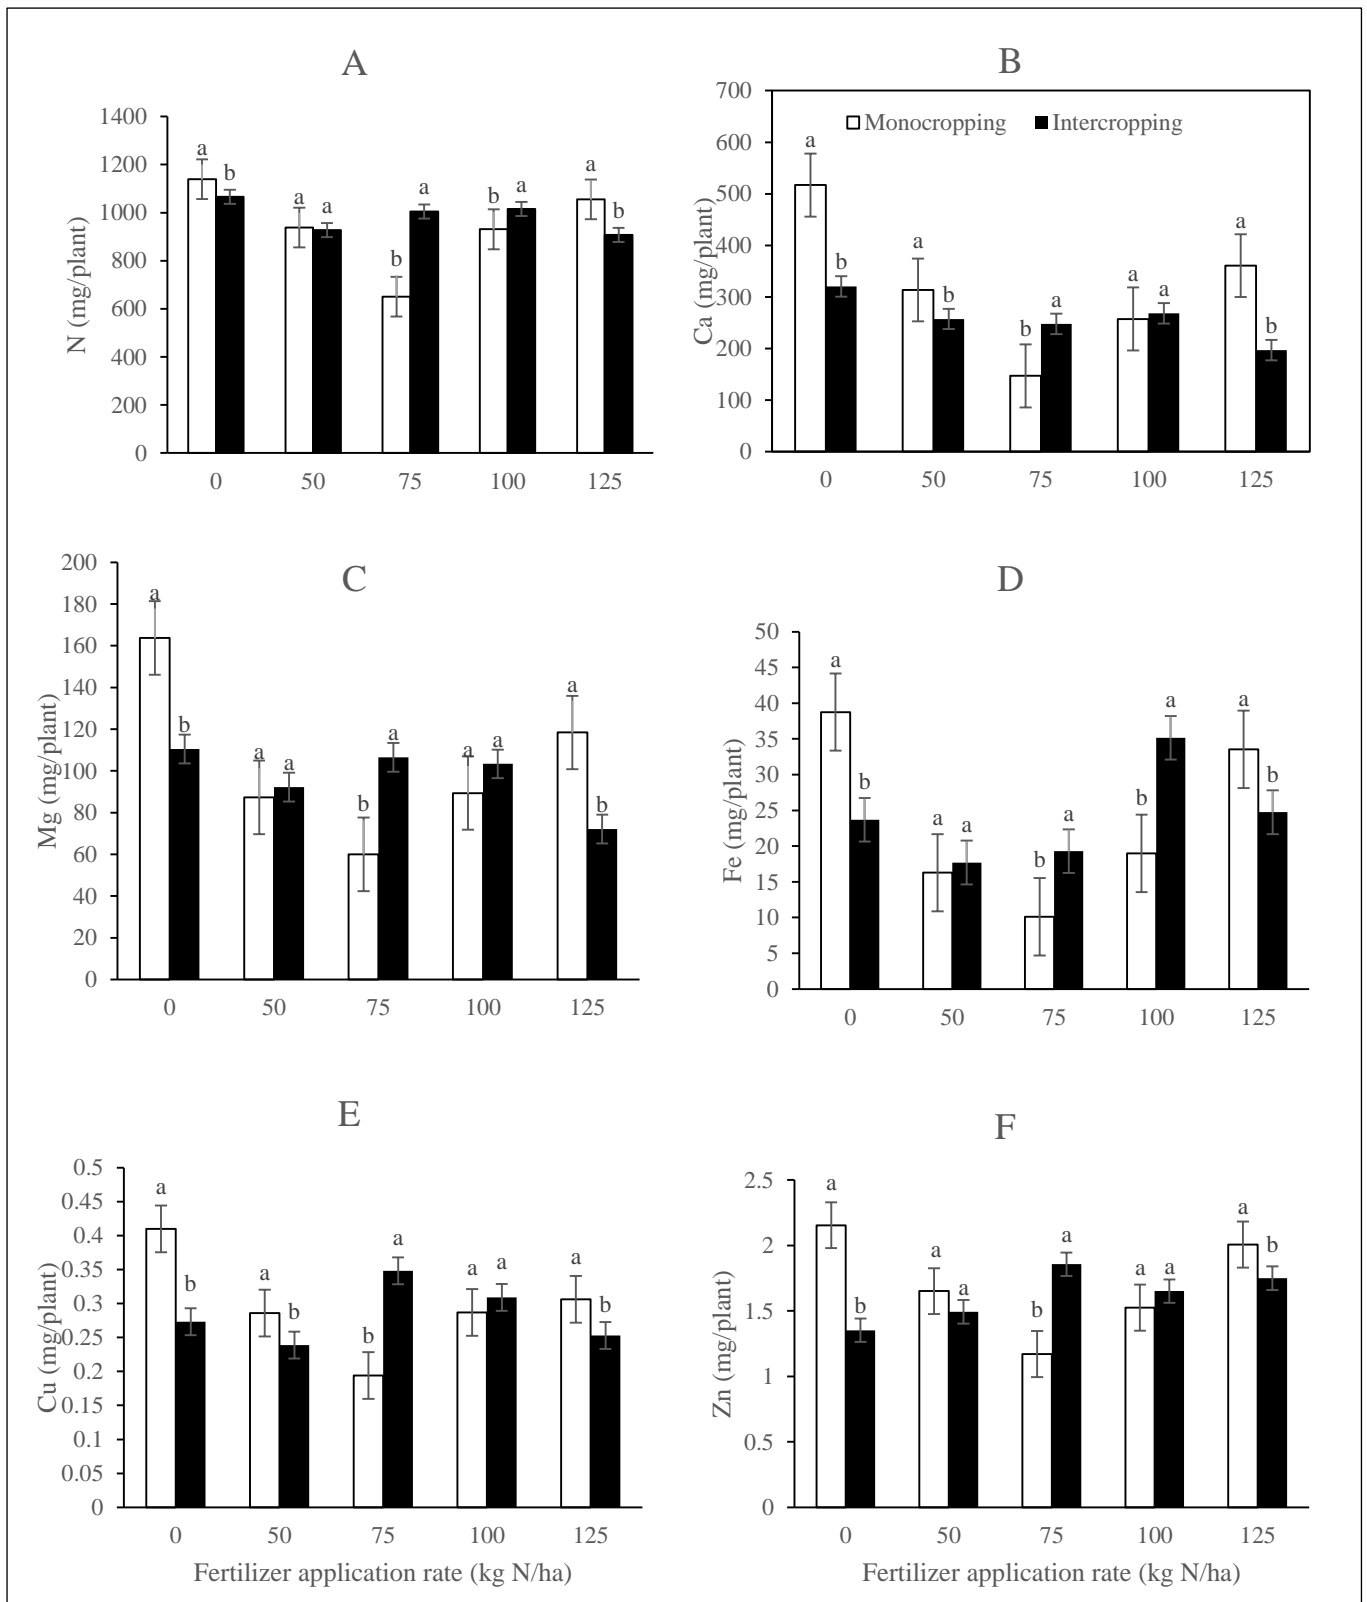 A
N (mg/plant)
1400
1200
1000
800
600
400
200
0
a
b
a
a
b
a
b
a
a
b
0 50 75 100 125
B
Monocropping Intercropping
Ca (mg/plant)
700
600
500
400
300
200
100
0
a
b
a
b
b
a
a
a
a
b
0 50 75 100 125
C
Mg (mg/plant)
200
180
160
140
120
100
80
60
40
20
0
a
b
a
a
b
a
a
a
a
b
0 50 75 100 125
D
Fe (mg/plant)
50
45
40
35
30
25
20
15
10
5
0
a
b
a
a
b
a
b
a
a
b
0 50 75 100 125
E
Cu (mg/plant)
0.5
0.45
0.4
0.35
0.3
0.25
0.2
0.15
0.1
0.05
0
a
b
a
b
b
a
a
a
a
b
0 50 75 100 125
Fertilizer application rate (kg N/ha)
F
Zn (mg/plant)
2.5
2
1.5
1
0.5
0
a
b
a
a
b
a
a
a
a
b
0 50 75 100 125
Fertilizer application rate (kg N/ha)